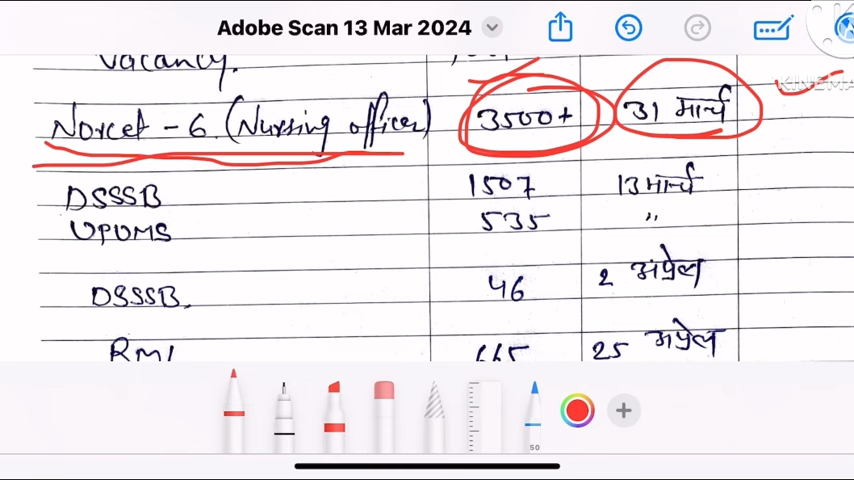 Adobe Scan 13 Mar 2024
Vacancy.
Norcet - 6. (Nursing officer) 3500+ 31 मार्च
DSSSB 1507 13 मार्च
UPUMS 535 "
DSSSB. 46 2 अप्रेल
25 अप्रेल
50